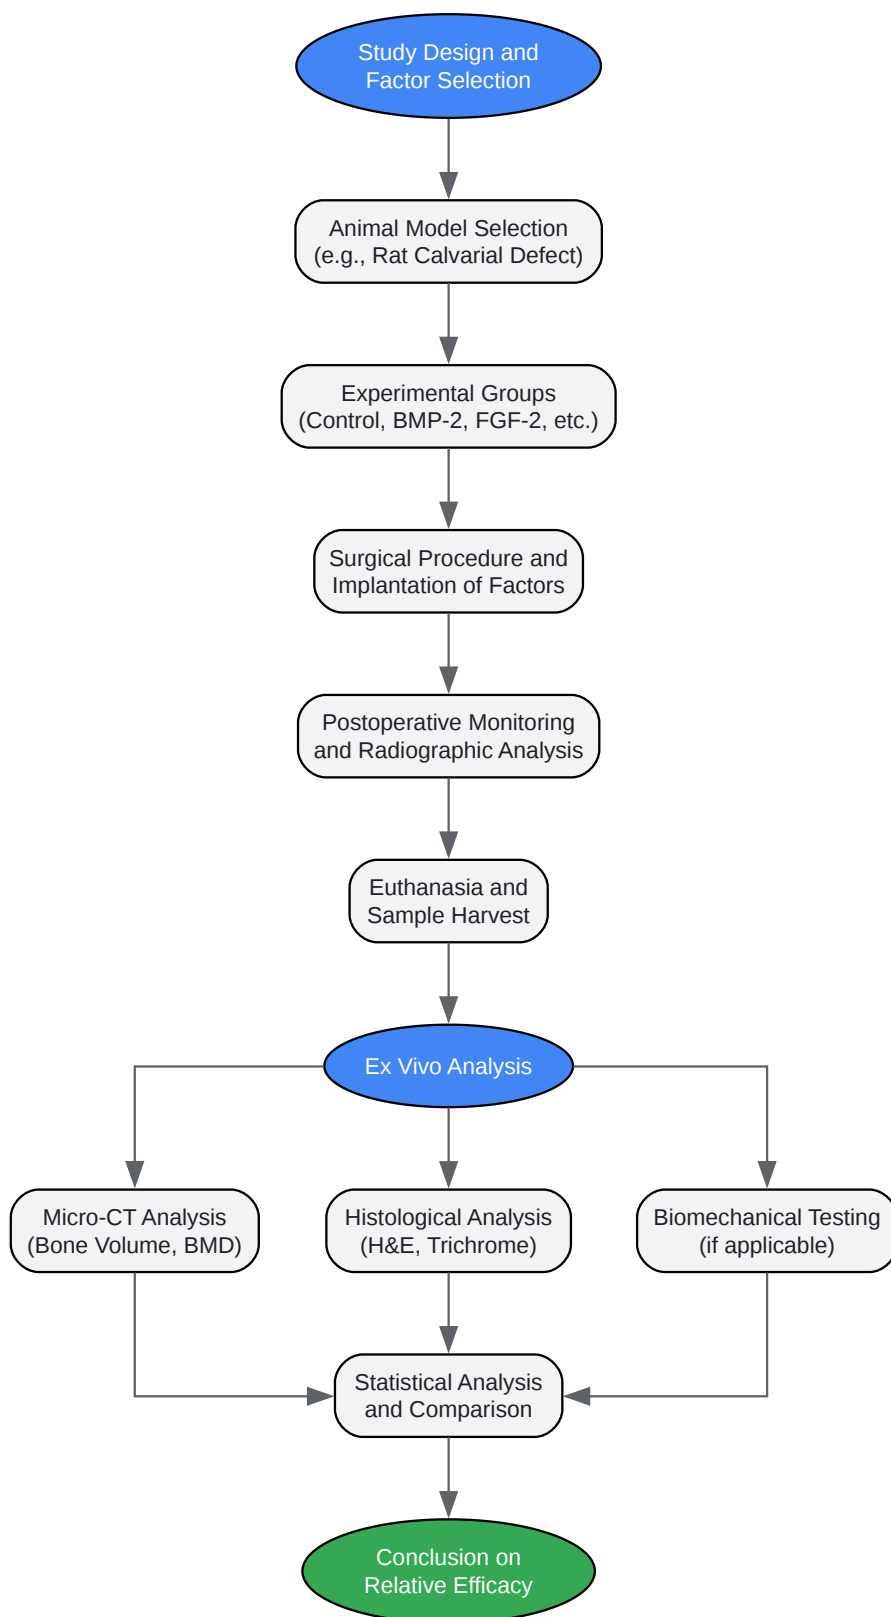 Study Design and
Factor Selection
Animal Model Selection
(e.g., Rat Calvarial Defect)
Experimental Groups
(Control, BMP-2, FGF-2, etc.)
Surgical Procedure and
Implantation of Factors
Postoperative Monitoring
and Radiographic Analysis
Euthanasia and
Sample Harvest
Ex Vivo Analysis
Micro-CT Analysis
(Bone Volume, BMD)
Histological Analysis
(H&E, Trichrome)
Biomechanical Testing
(if applicable)
Statistical Analysis
and Comparison
Conclusion on
Relative Efficacy